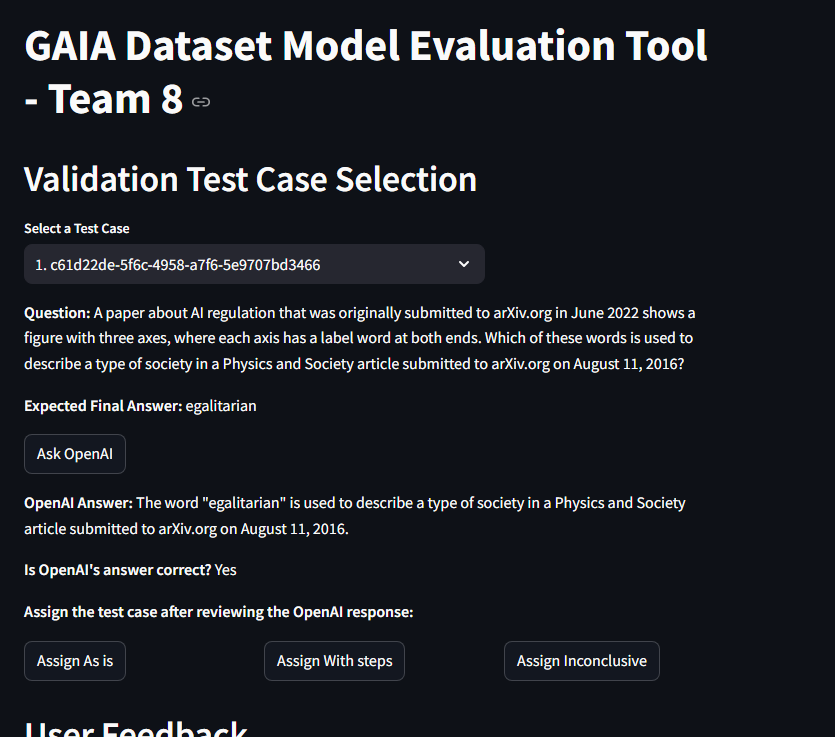 GAIA Dataset Model Evaluation Tool
- Team 8
Validation Test Case Selection
Select a Test Case
1. c61d22de-5f6c-4958-a7f6-5e9707bd3466
Question: A paper about AI regulation that was originally submitted to arXiv.org in June 2022 shows a
figure with three axes, where each axis has a label word at both ends. Which of these words is used to
describe a type of society in a Physics and Society article submitted to arXiv.org on August 11, 2016?
Expected Final Answer: egalitarian
Ask OpenAI
OpenAI Answer: The word "egalitarian" is used to describe a type of society in a Physics and Society
article submitted to arXiv.org on August 11, 2016.
Is OpenAI's answer correct? Yes
Assign the test case after reviewing the OpenAI response:
Assign As is
Assign With steps
Assign Inconclusive
User Feedback